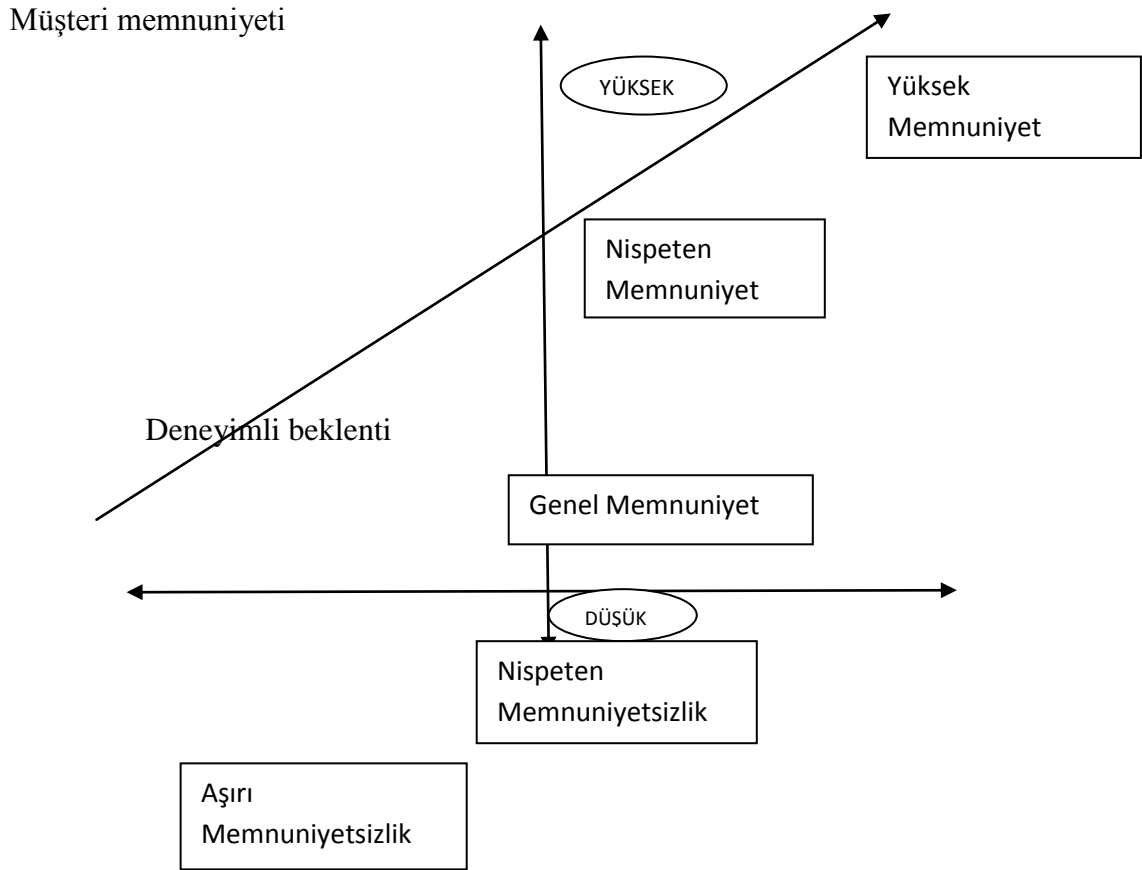 Müşteri memnuniyeti
YÜKSEK
Yüksek
Memnuniyet
Nispeten
Memnuniyet
Deneyimli beklenti
Genel Memnuniyet
DÜŞÜK
Nispeten
Memnuniyetsizlik
Aşırı
Memnuniyetsizlik